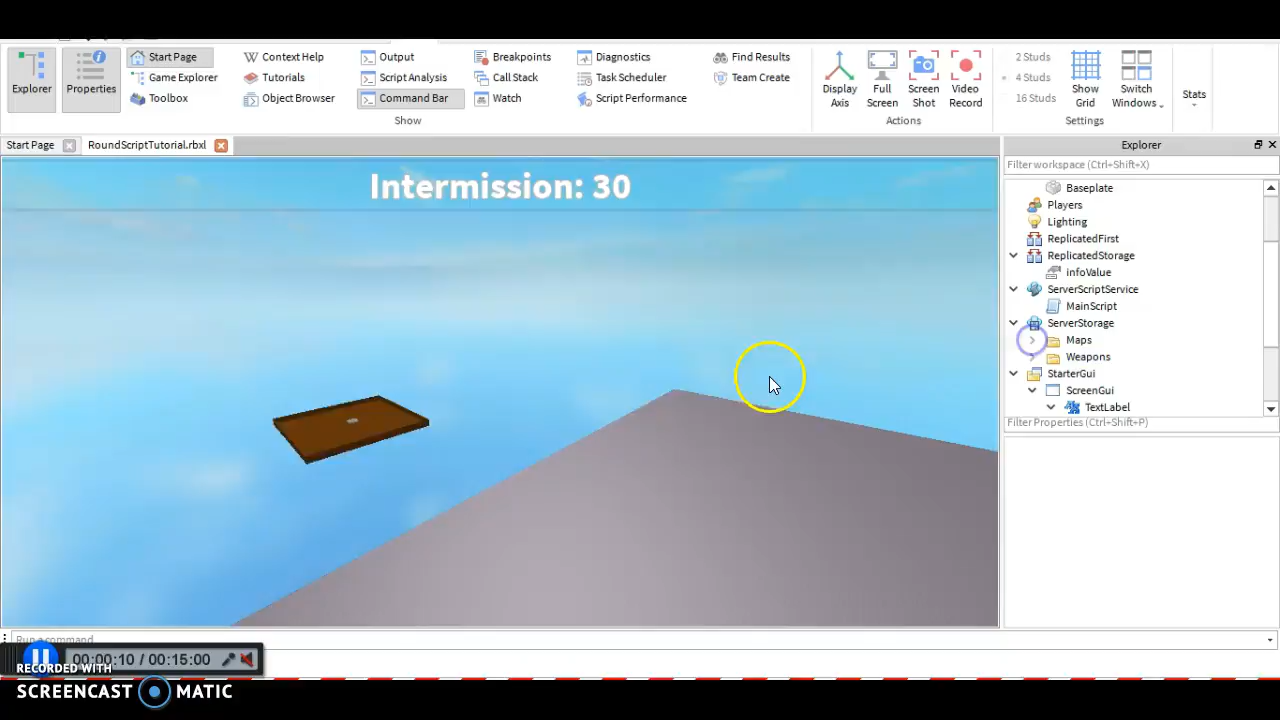 Explorer
Properties
Start Page
Game Explorer
Toolbox
Context Help
Tutorials
Object Browser
Output
Script Analysis
Command Bar
Breakpoints
Call Stack
Watch
Diagnostics
Task Scheduler
Script Performance
Find Results
Team Create
Show
Display Axis
Full Screen
Screen Shot
Video Record
Actions
2 Studs
4 Studs
16 Studs
Show Grid
Switch Windows
Settings
Stats
Start Page
RoundScriptTutorial.rbxl
Explorer
Filter workspace (Ctrl+Shift+X)
Intermission: 30
Baseplate
Players
Lighting
ReplicatedFirst
ReplicatedStorage
infoValue
ServerScriptService
MainScript
ServerStorage
Maps
Weapons
StarterGui
ScreenGui
TextLabel
Filter Properties (Ctrl+Shift+P)
Run a command
00:00:10 / 00:15:00
RECORDED WITH
SCREENCAST MATIC